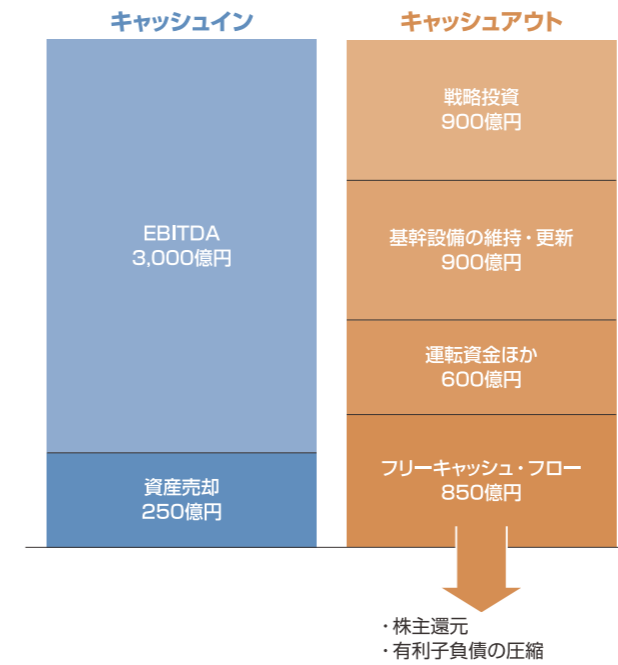 キャッシュイン
EBITDA
3,000億円
資産売却
250億円
キャッシュアウト
戦略投資
900億円
基幹設備の維持・更新
900億円
運転資金ほか
600億円
フリーキャッシュ・フロー
850億円
・株主還元
・有利子負債の圧縮